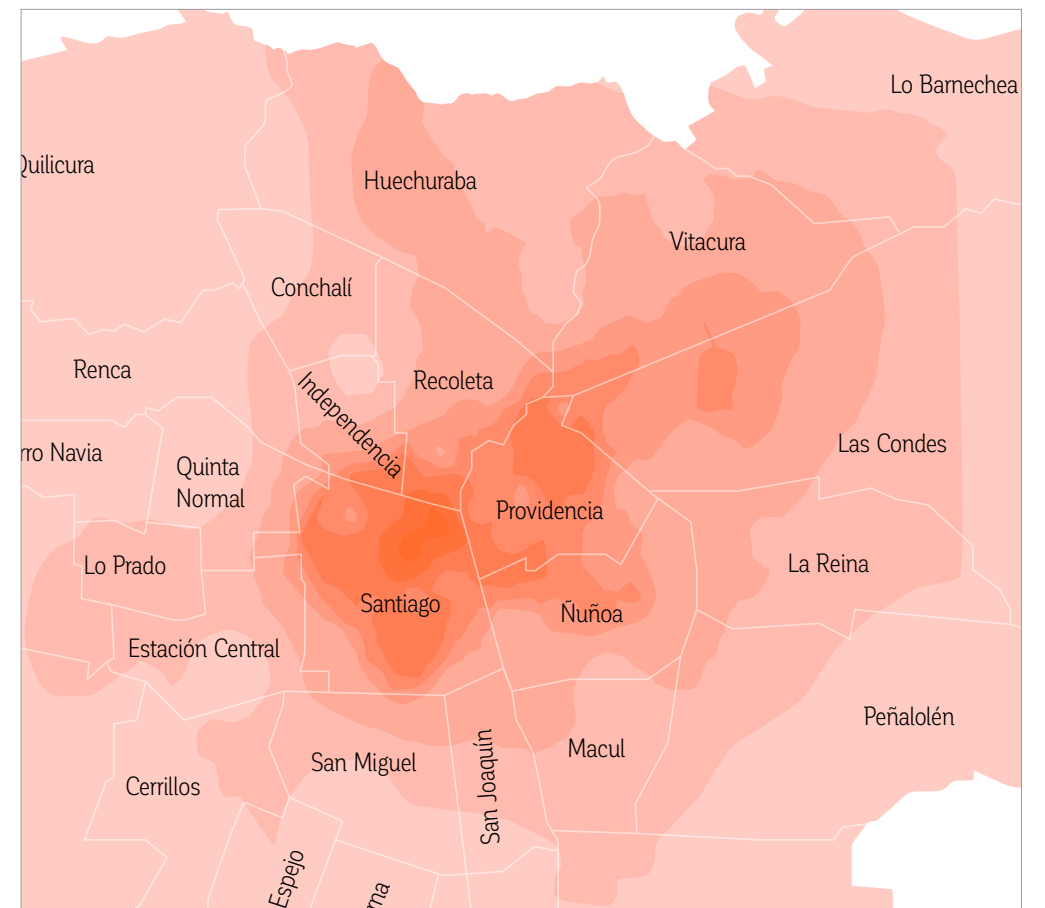 Lo Barnechea
Quilicura
Huechuraba
Vitacura
Conchalí
Renca
Recoleta
Independencia
Las Condes
rro Navia
Quinta
Normal
Providencia
Lo Prado
La Reina
Santiago
Ñuñoa
Estación Central
Peñalolén
San Miguel
San Joaquín
Macul
Cerrillos
Espejo
ma